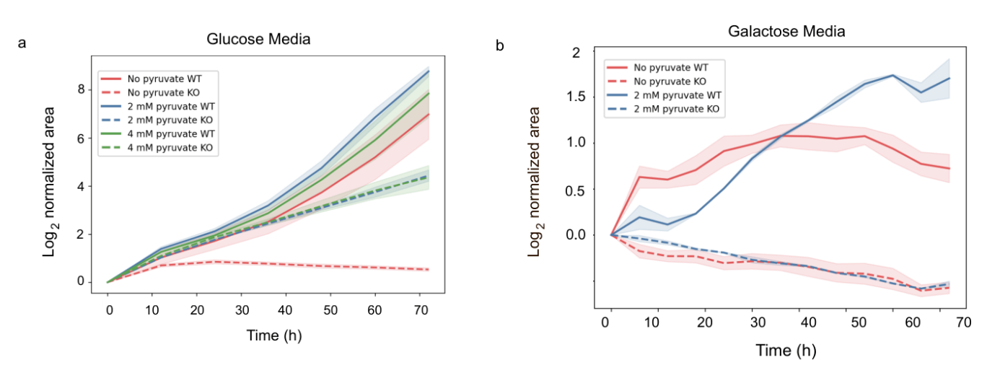 a
Glucose Media
No pyruvate WT
No pyruvate KO
2 mM pyruvate WT
2 mM pyruvate KO
4 mM pyruvate WT
4 mM pyruvate KO
8
6
4
2
0
Log2 normalized area
0 10 20 30 40 50 60 70
Time (h)
b
Galactose Media
No pyruvate WT
No pyruvate KO
2 mM pyruvate WT
2 mM pyruvate KO
2
1.5
1.0
0.5
0.0
Log2 normalized area
0 10 20 30 40 50 60 70
Time (h)